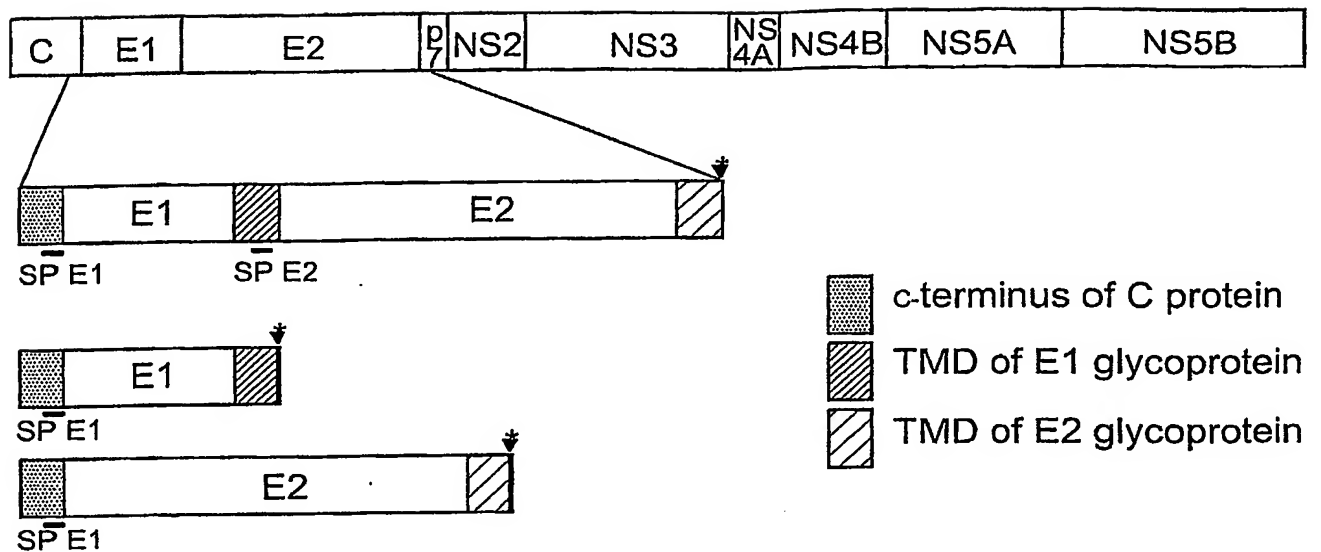 C E1 E2 p7 NS2 NS3 NS4A NS4B NS5A NS5B
*
E1 E2
SP E1 SP E2
c-terminus of C protein
*
E1
TMD of E1 glycoprotein
SP E1
*
TMD of E2 glycoprotein
E2
SP E1